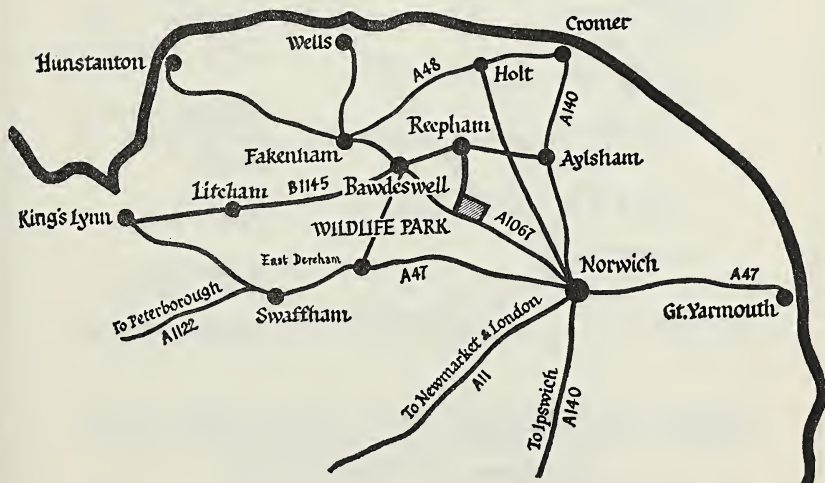 Cromer
Wells
Hunstanton
A48
Holt
A140
Reepham
Fakenham
Aylsham
Litcham
B1145
Bawdeswell
King's Lynn
WILDLIFE PARK
A1067
East Dereham
A47
Norwich
A47
To Peterborough
A1122
Swaffham
Gt. Yarmouth
To Newmarket & London
A11
To Ipswich
A140